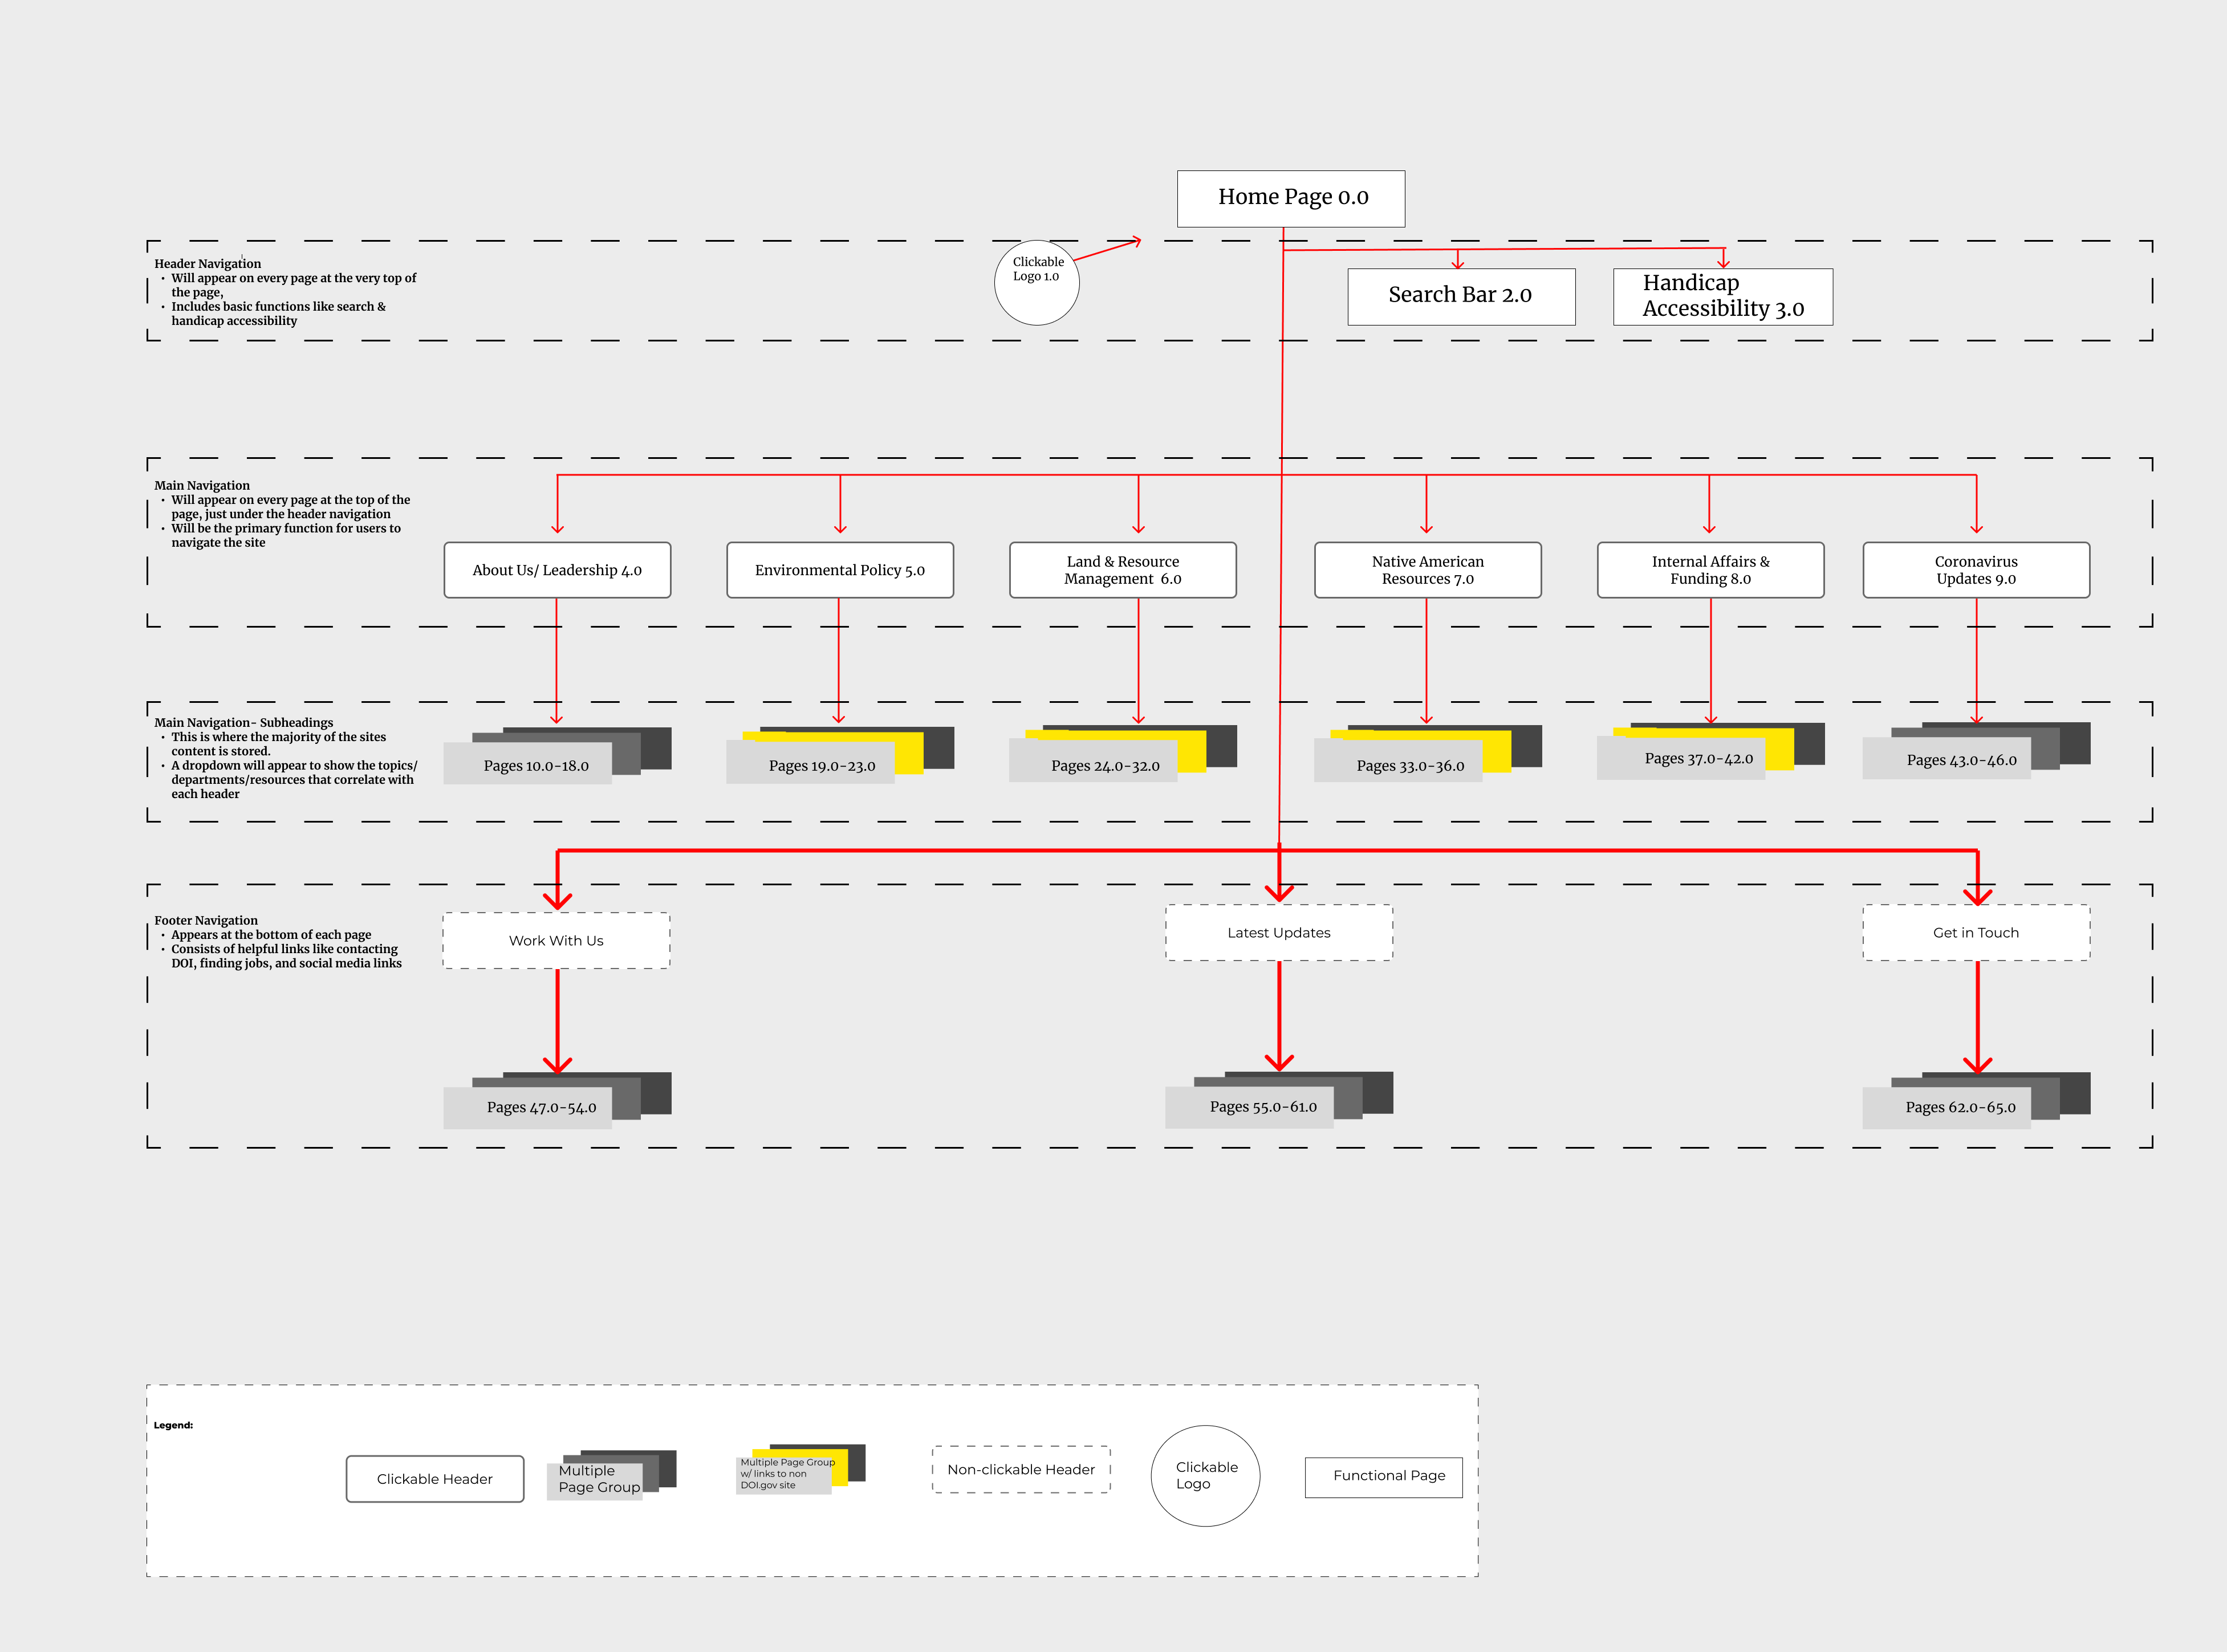 Home Page 0.0
Header Navigation
• Will appear on every page at the very top of
the page,
• Includes basic functions like search &
handicap accessibility
Clickable
Logo 1.0
Search Bar 2.0
Handicap
Accessibility 3.0
Main Navigation
• Will appear on every page at the top of the
page, just under the header navigation
• Will be the primary function for users to
navigate the site
About Us/ Leadership 4.0
Environmental Policy 5.0
Land & Resource
Management 6.0
Native American
Resources 7.0
Internal Affairs &
Funding 8.0
Coronavirus
Updates 9.0
Main Navigation- Subheadings
• This is where the majority of the sites
content is stored.
• A dropdown will appear to show the topics/
departments/resources that correlate with
each header
Pages 10.0-18.0
Pages 19.0-23.0
Pages 24.0-32.0
Pages 33.0-36.0
Pages 37.0-42.0
Pages 43.0-46.0
Footer Navigation
• Appears at the bottom of each page
• Consists of helpful links like contacting
DOI, finding jobs, and social media links
Work With Us
Latest Updates
Get in Touch
Pages 47.0-54.0
Pages 55.0-61.0
Pages 62.0-65.0
Legend:
Clickable Header
Multiple
Page Group
Multiple Page Group
w/ links to non
DOI.gov site
Non-clickable Header
Clickable
Logo
Functional Page